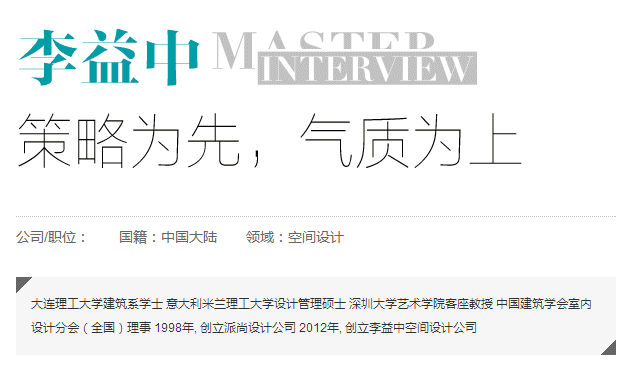 李益中 MASTER
INTERVIEW
策略为先，气质为上
公司/职位： 国籍：中国大陆 领域：空间设计
大连理工大学建筑系学士 意大利米兰理工大学设计管理硕士 深圳大学艺术学院客座教授 中国建筑学会室内
设计分会（全国）理事 1998年, 创立派尚设计公司 2012年, 创立李益中空间设计公司